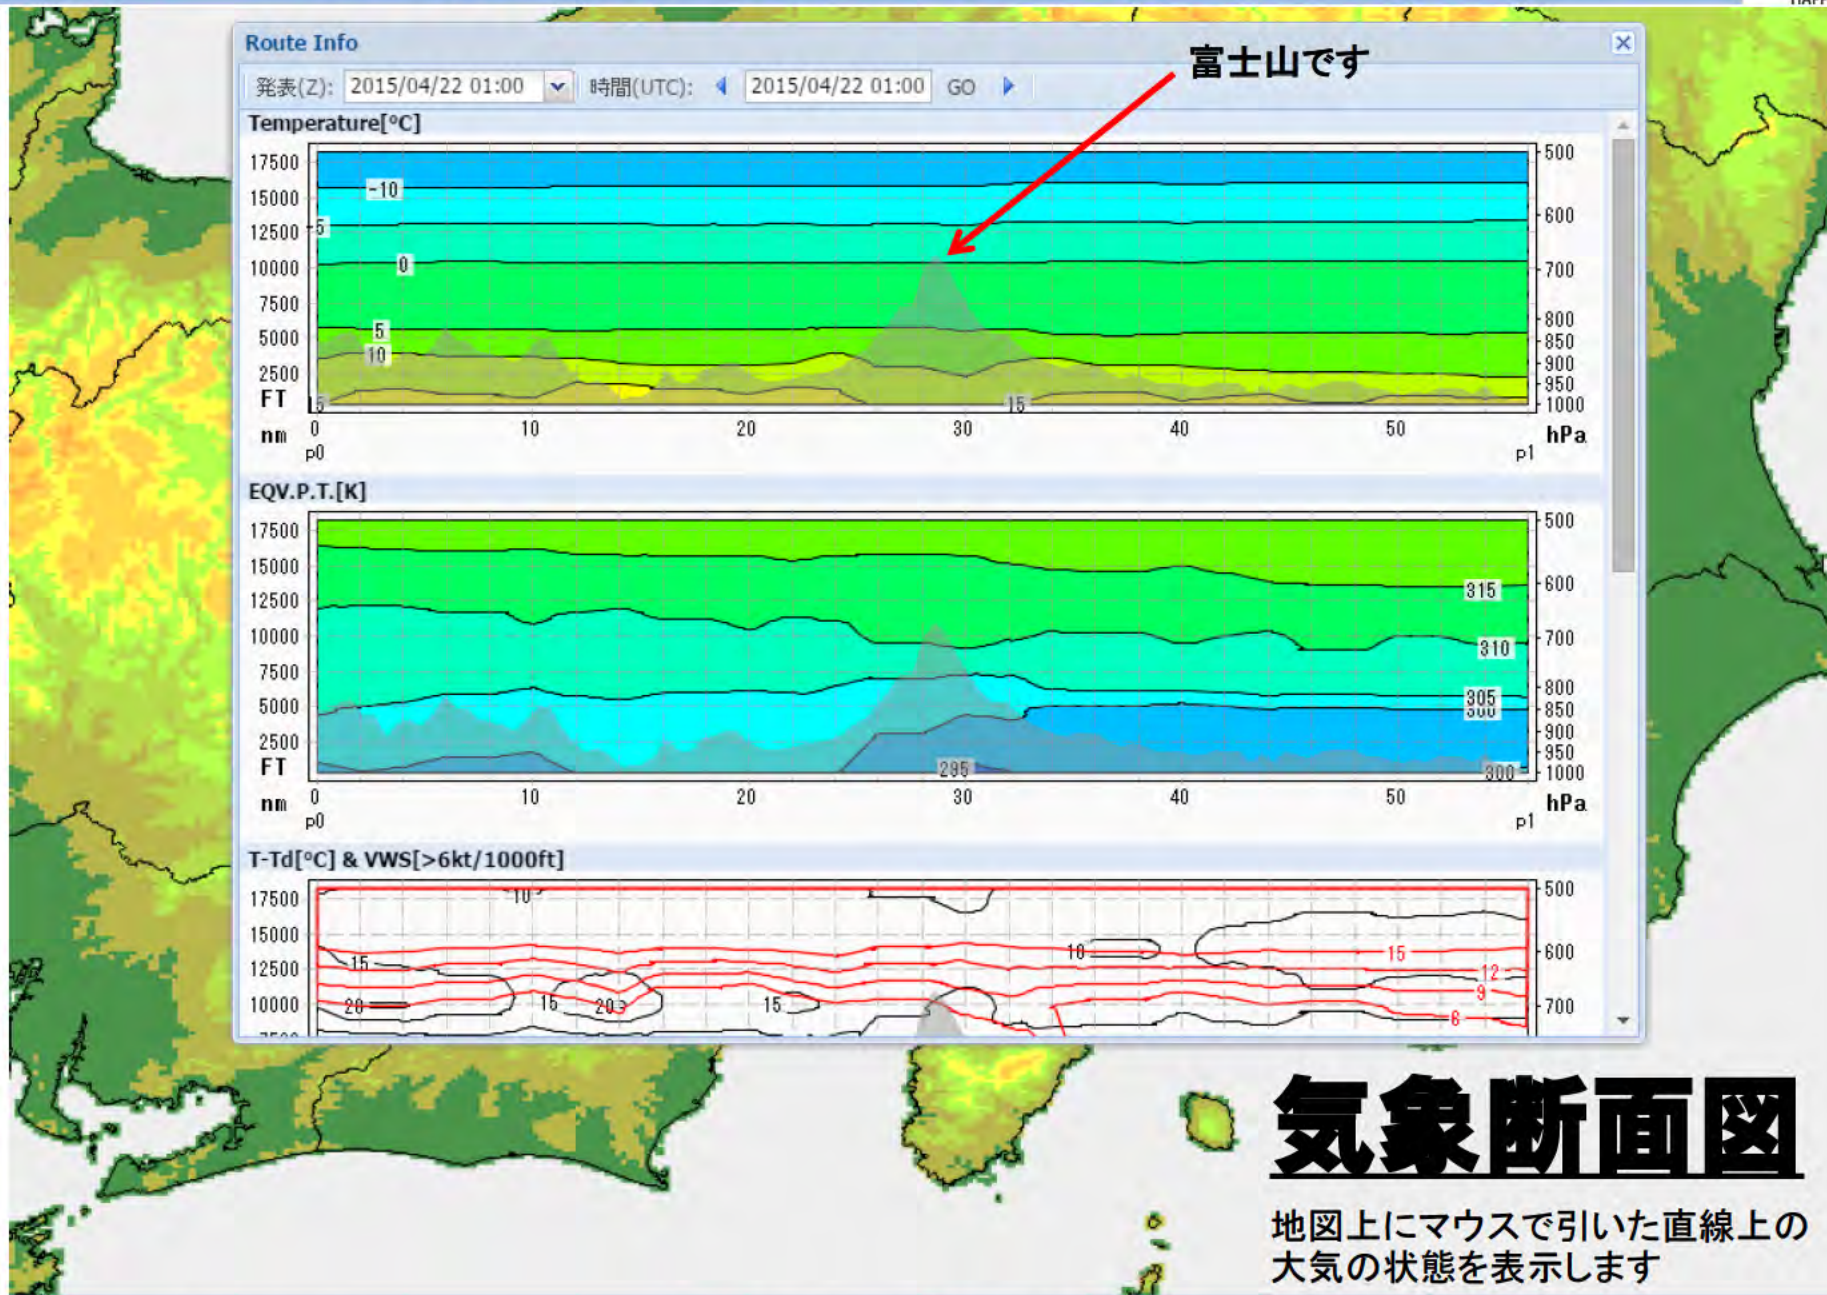 Route Info
富士山です
発表(Z): 2015/04/22 01:00 時間(UTC): 2015/04/22 01:00 GO
Temperature[°C]
17500 500
-10
15000
600
5
12500
10000 0 700
7500
800
5
5000 850
10
900
2500
950
FT 5 15 1000
nm 0 10 20 30 40 50 hPa
p0 p1
EQV.P.T.[K]
17500 500
15000
600
315
12500
10000 700
310
7500
800
305
5000 300 850
900
2500
950
FT 295 300 1000
nm 0 10 20 30 40 50 hPa
p0 p1
T-Td[°C] & VWS[>6kt/1000ft]
17500 10 500
15000
10 15 600
12500 15 12
9
10000 20 15 20 15 700
6
気象断面図
地図上にマウスで引いた直線上の
大気の状態を表示します